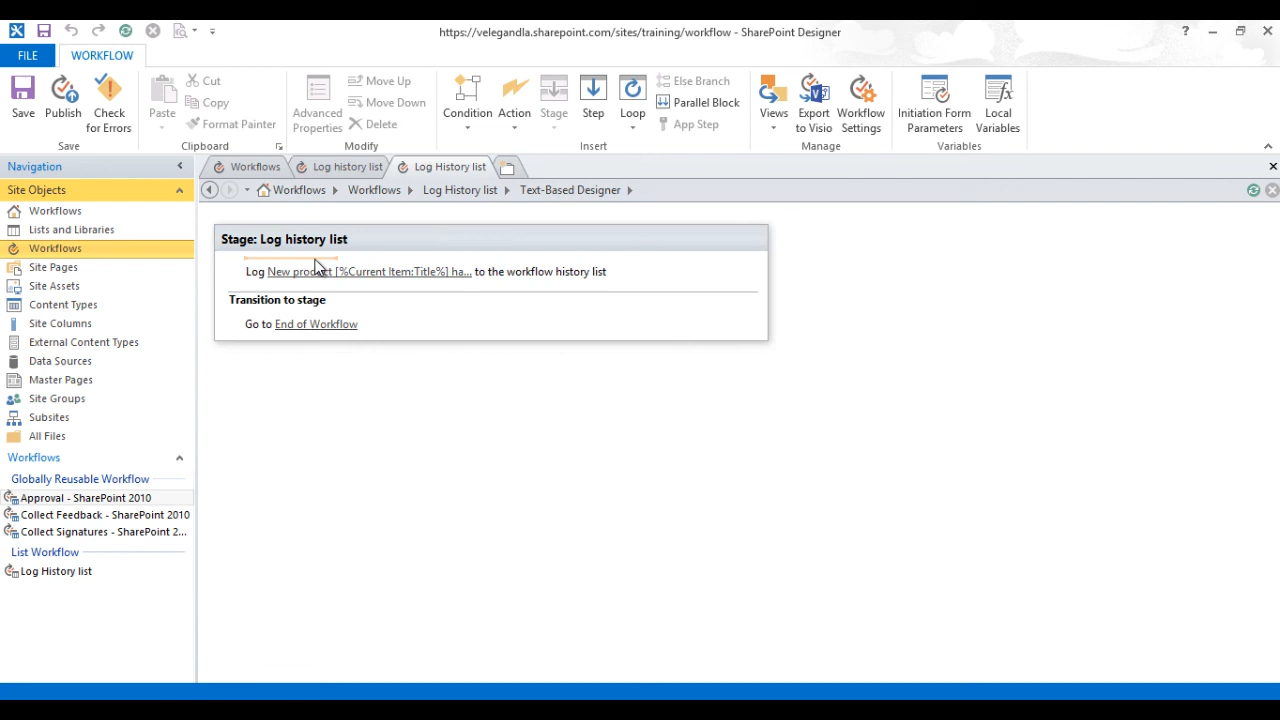 https://velegandla.sharepoint.com/sites/training/workflow - SharePoint Designer
?
FILE
WORKFLOW
Save
Publish
Check for Errors
Save
Paste
Cut
Copy
Format Painter
Clipboard
Advanced Properties
Move Up
Move Down
Delete
Modify
Condition
Action
Stage
Step
Loop
Else Branch
Parallel Block
App Step
Insert
Views
Export to Visio
Workflow Settings
Manage
Initiation Form Parameters
Local Variables
Variables
Navigation
Workflows
Log history list
Log History list
Site Objects
Workflows
Workflows
Log History list
Text-Based Designer
Workflows
Lists and Libraries
Workflows
Site Pages
Site Assets
Content Types
Site Columns
External Content Types
Data Sources
Master Pages
Site Groups
Subsites
All Files
Workflows
Globally Reusable Workflow
Approval - SharePoint 2010
Collect Feedback - SharePoint 2010
Collect Signatures - SharePoint 2...
List Workflow
Log History list
Stage: Log history list
Log New product [%Current Item:Title%] ha... to the workflow history list
Transition to stage
Go to End of Workflow